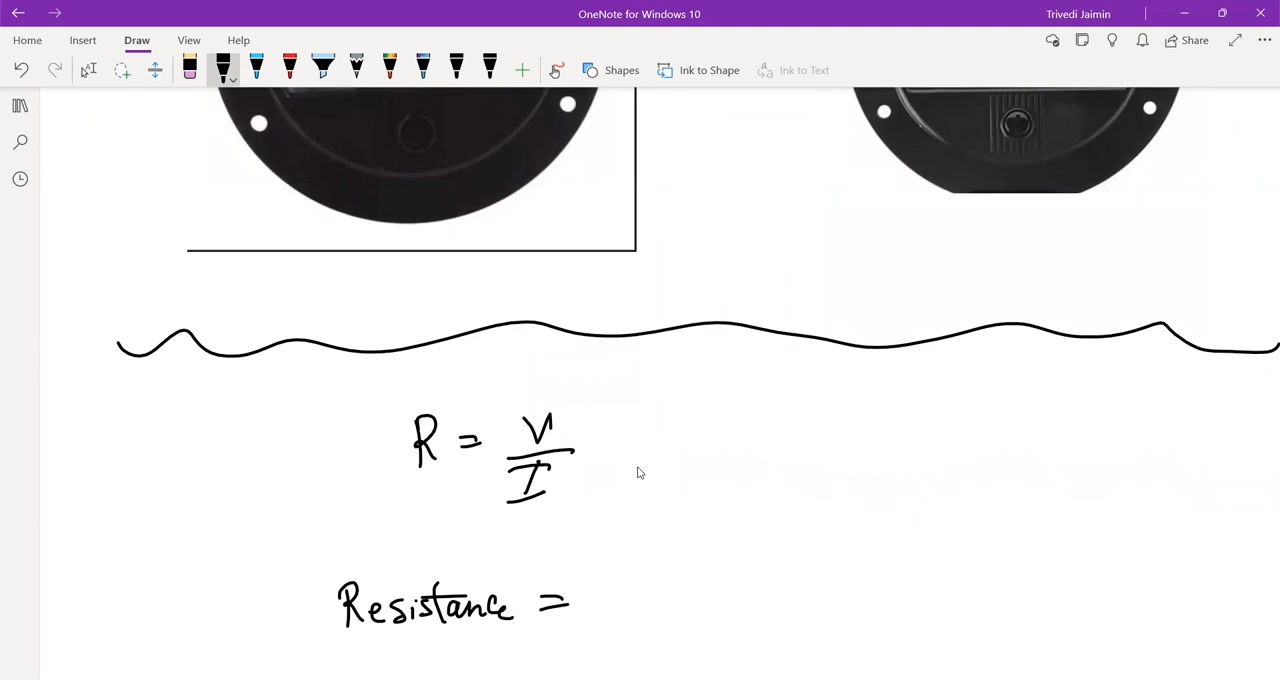 OneNote for Windows 10
Trivedi Jaimin
Home Insert Draw View Help
Share
Shapes Ink to Shape Ink to Text
R = V
I
Resistance =